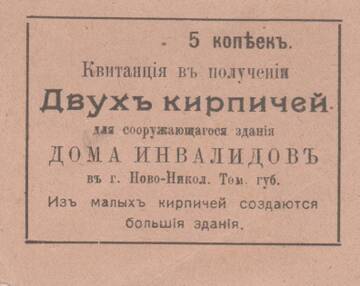 5 копѣекъ.
Квитанція въ полученіи
Двухъ кирпичей
для сооружающагося зданія
ДОМА ИНВАЛИДОВЪ
въ г. Ново-Никол. Том. губ.
Изъ малыхъ кирпичей создаются
большія зданія.